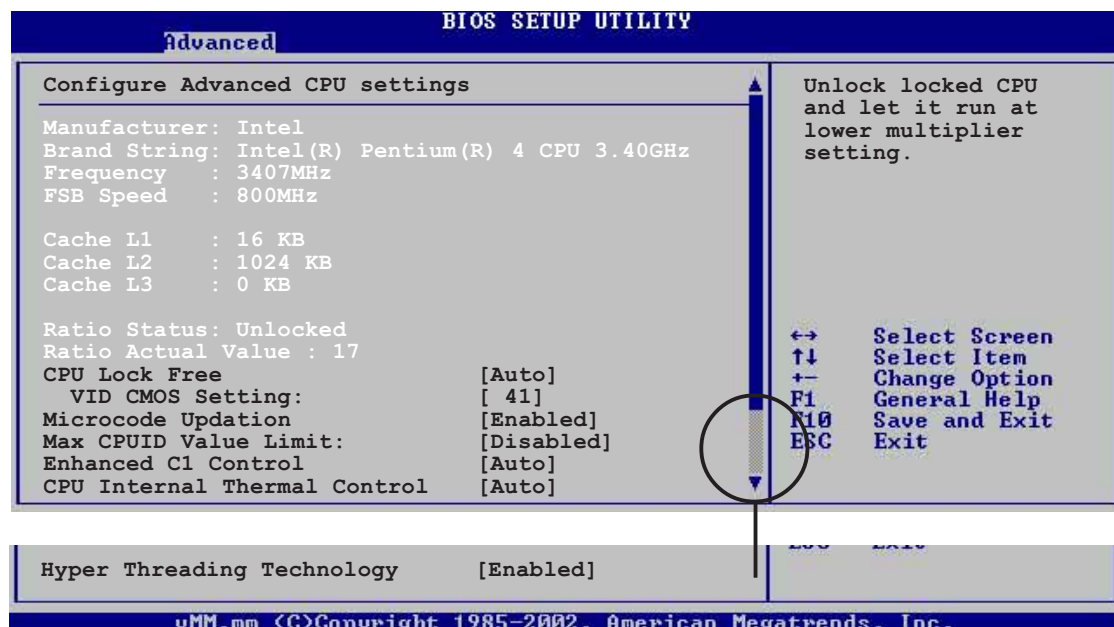 BIOS SETUP UTILITY
Advanced
Configure Advanced CPU settings
Manufacturer: Intel
Brand String: Intel(R) Pentium(R) 4 CPU 3.40GHz
Frequency : 3407MHz
FSB Speed : 800MHz
Cache L1 : 16 KB
Cache L2 : 1024 KB
Cache L3 : 0 KB
Ratio Status: Unlocked
Ratio Actual Value : 17
CPU Lock Free [Auto]
VID CMOS Setting: [ 41]
Microcode Updation [Enabled]
Max CPUID Value Limit: [Disabled]
Enhanced C1 Control [Auto]
CPU Internal Thermal Control [Auto]
Unlock locked CPU
and let it run at
lower multiplier
setting.
←→ Select Screen
↑↓ Select Item
+- Change Option
F1 General Help
F10 Save and Exit
ESC Exit
Hyper Threading Technology [Enabled]
(C)Copyright 1985-2002, American Megatrends, Inc.